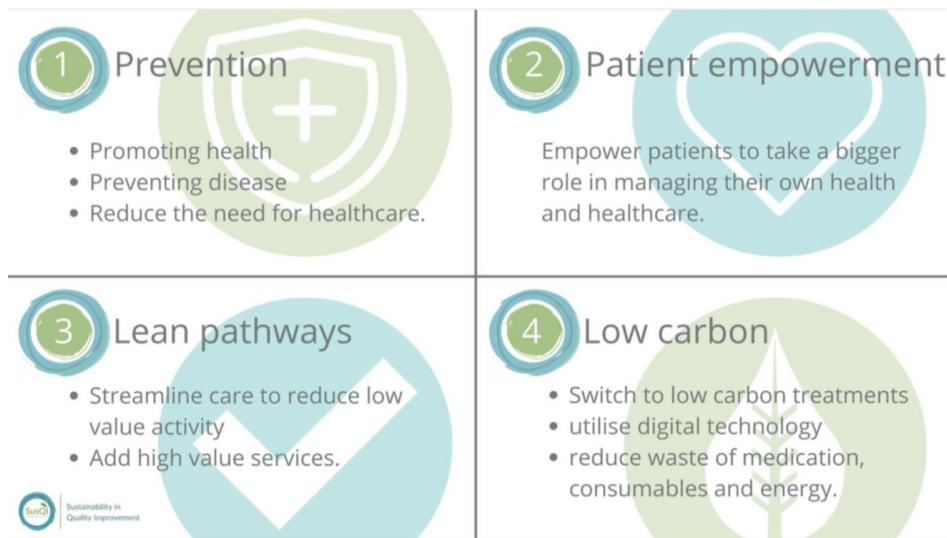 1 Prevention
• Promoting health
• Preventing disease
• Reduce the need for healthcare.
2 Patient empowerment
Empower patients to take a bigger
role in managing their own health
and healthcare.
3 Lean pathways
• Streamline care to reduce low
value activity
• Add high value services.
4 Low carbon
• Switch to low carbon treatments
• utilise digital technology
• reduce waste of medication,
consumables and energy.
SusQI
Sustainability in
Quality Improvement